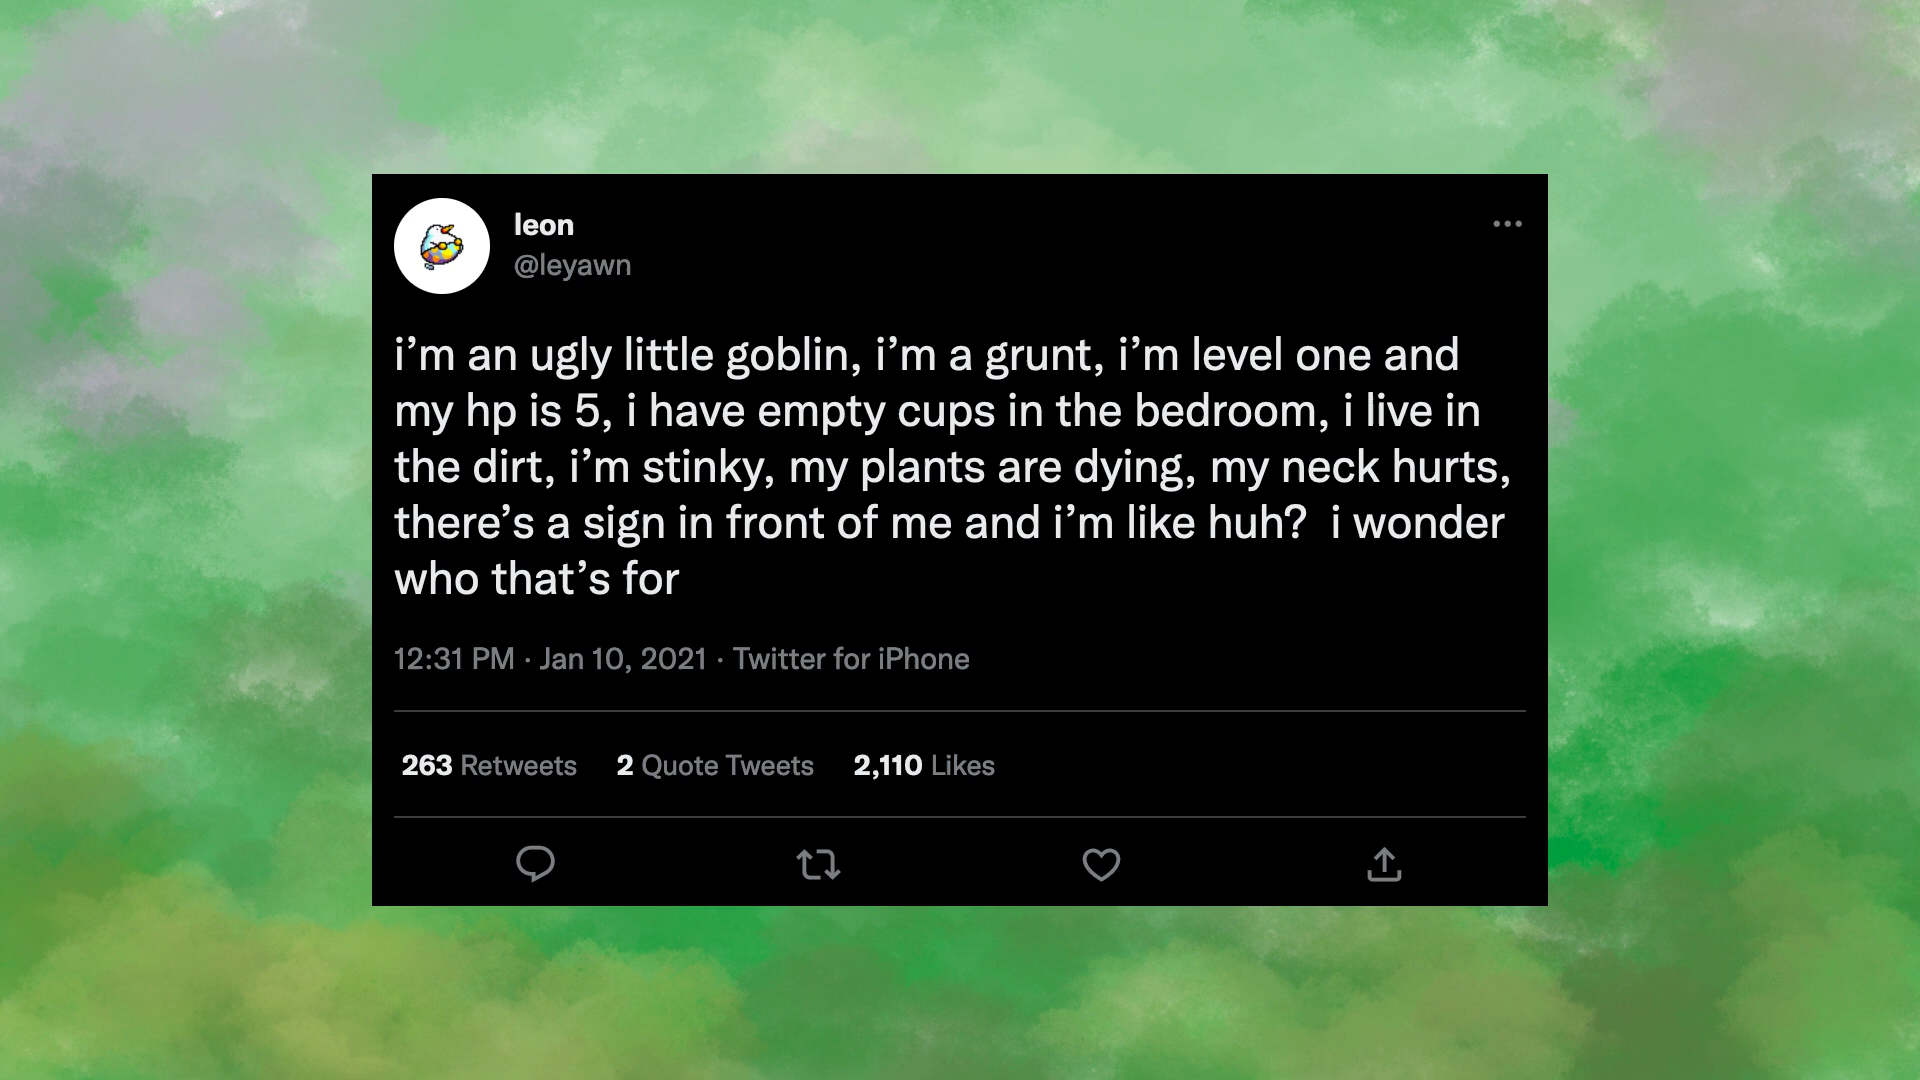 leon
@leyawn
i’m an ugly little goblin, i’m a grunt, i’m level one and
my hp is 5, i have empty cups in the bedroom, i live in
the dirt, i’m stinky, my plants are dying, my neck hurts,
there’s a sign in front of me and i’m like huh?  i wonder
who that’s for
12:31 PM · Jan 10, 2021 · Twitter for iPhone
263 Retweets 2 Quote Tweets 2,110 Likes